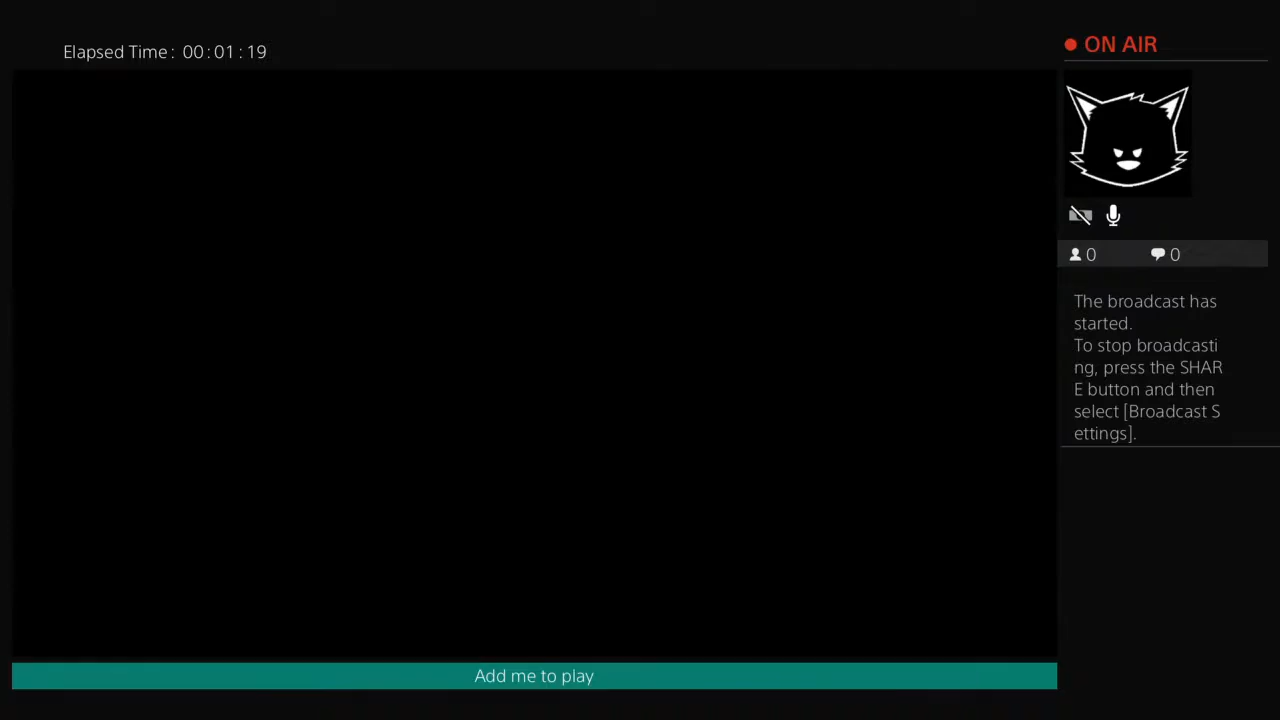 Elapsed Time: 00:01:19
ON AIR
0 0
The broadcast has
started.
To stop broadcasti
ng, press the SHAR
E button and then
select [Broadcast S
ettings].
Add me to play